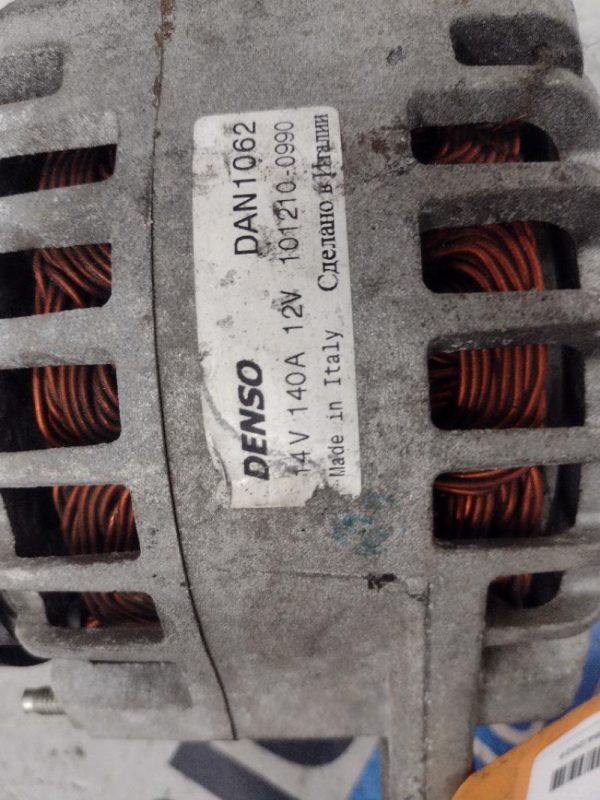 DENSO DAN1062
14V 140A 12V 101210-0990
Made in Italy Сделано в Италии